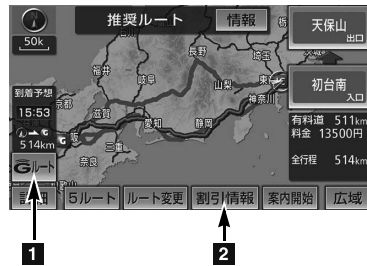 推奨ルート
情報
天保山
出口
50k
長野
埼玉
茨城
福井
岐阜
山梨
東
神奈川
初台南
入口
到着予想
15:53
京都
滋賀
愛知
静岡
有料道 511km
料金 13500円
514km
阪
三重
全行程 514km
奈良
Gルート
詳細
5ルート
ルート変更
割引情報
案内開始
広域
1
2